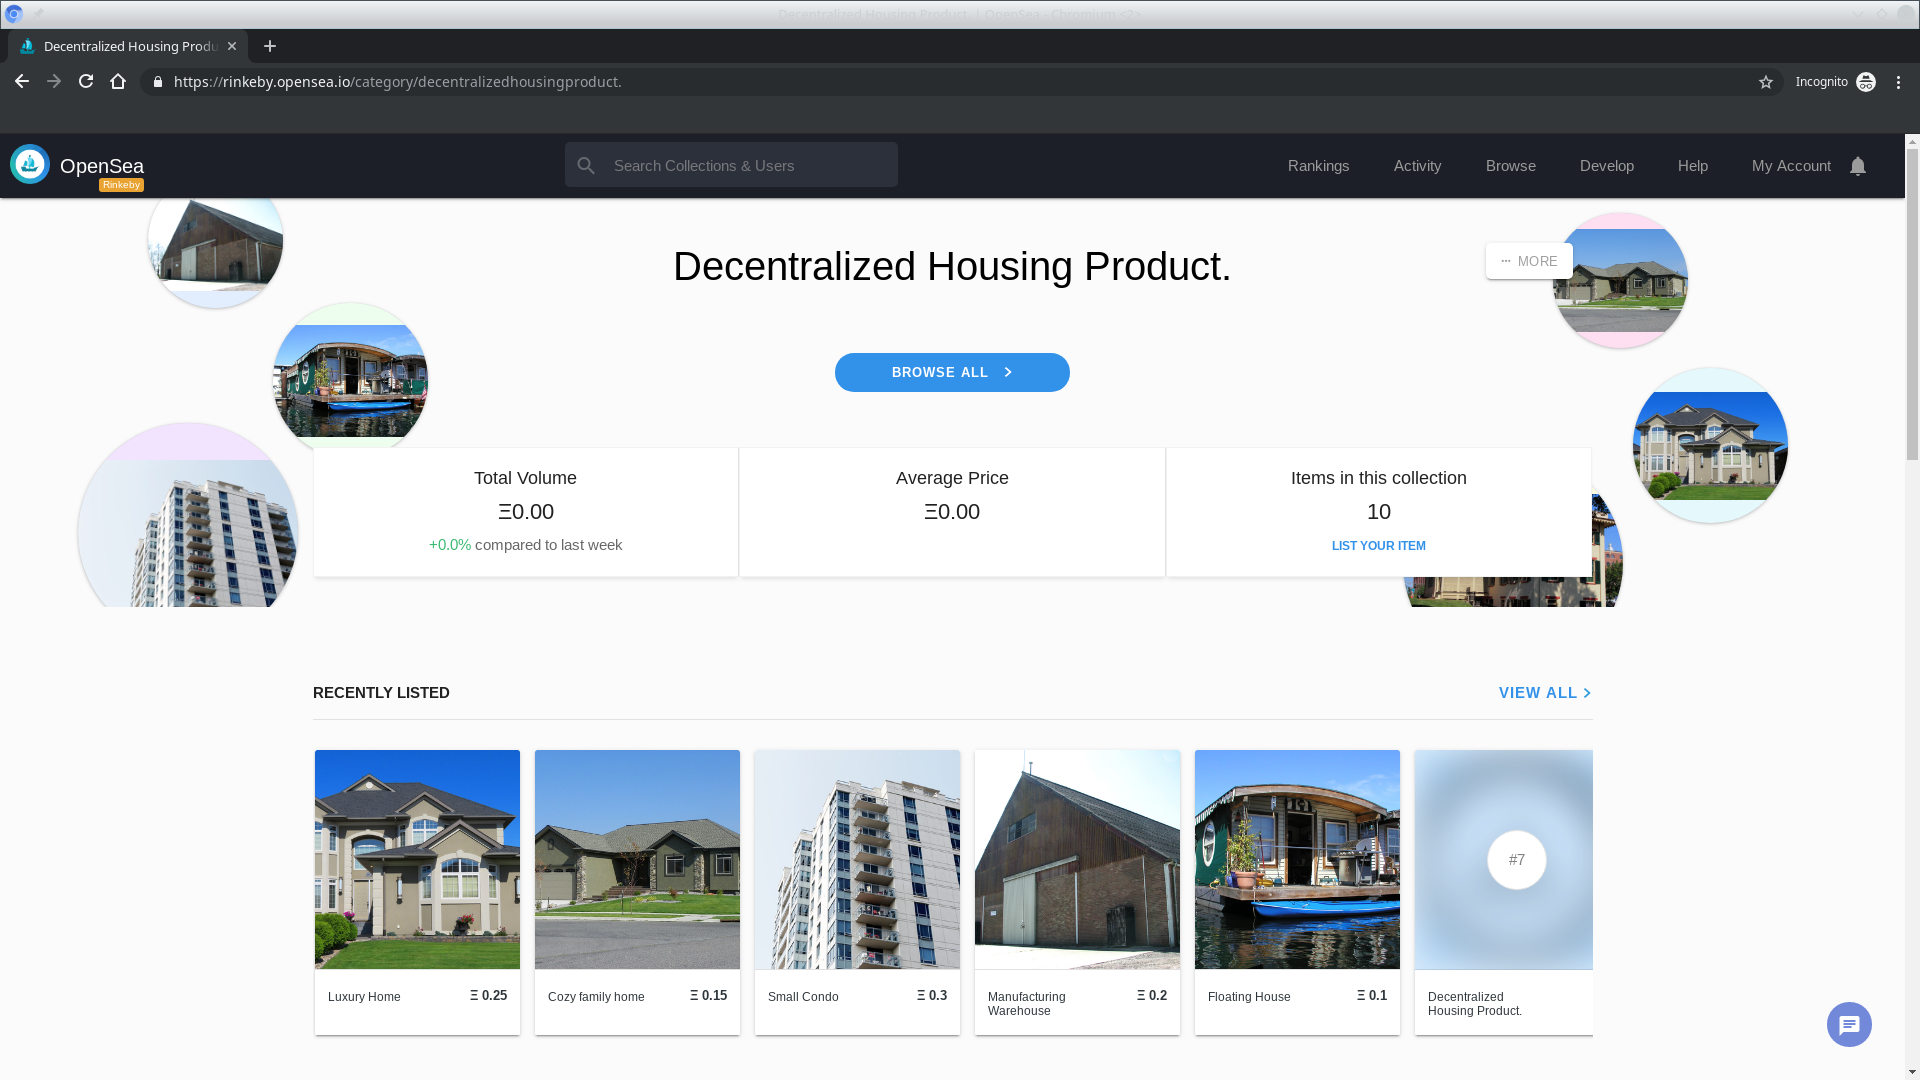 Decentralized Housing Product. | OpenSea - Chromium <2>
Decentralized Housing Produ
https://rinkeby.opensea.io/category/decentralizedhousingproduct.
Incognito
OpenSea
Rinkeby
Search Collections & Users
Rankings
Activity
Browse
Develop
Help
My Account
Decentralized Housing Product.
MORE
BROWSE ALL
Total Volume
Ξ0.00
+0.0% compared to last week
Average Price
Ξ0.00
Items in this collection
10
LIST YOUR ITEM
RECENTLY LISTED
VIEW ALL
#7
Luxury Home
Ξ 0.25
Cozy family home
Ξ 0.15
Small Condo
Ξ 0.3
Manufacturing
Warehouse
Ξ 0.2
Floating House
Ξ 0.1
Decentralized
Housing Product.